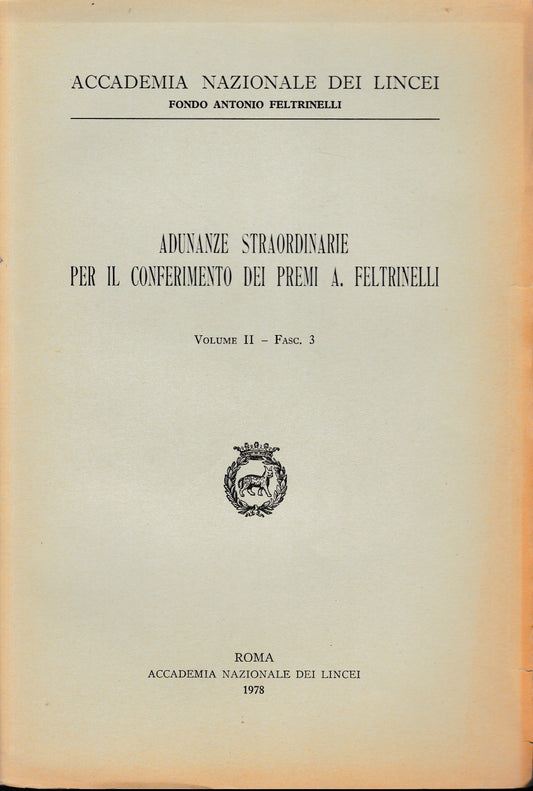 ACCADEMIA NAZIONALE DEI LINCEI
FONDO ANTONIO FELTRINELLI
ADUNANZE STRAORDINARIE
PER IL CONFERIMENTO DEI PREMI A. FELTRINELLI
VOLUME II – FASC. 3
ROMA
ACCADEMIA NAZIONALE DEI LINCEI
1978